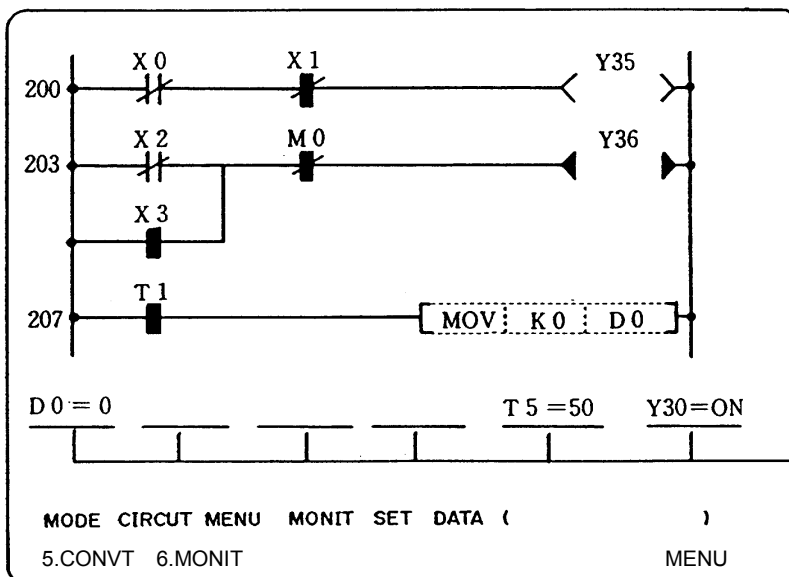 X 0 X 1 Y35
200
X 2 M 0 Y36
203
X 3
T 1
207 MOV K 0 D 0
D 0 = 0 T 5 = 50 Y30=ON
MODE CIRCUT MENU MONIT SET DATA ( )
5.CONVT 6.MONIT MENU